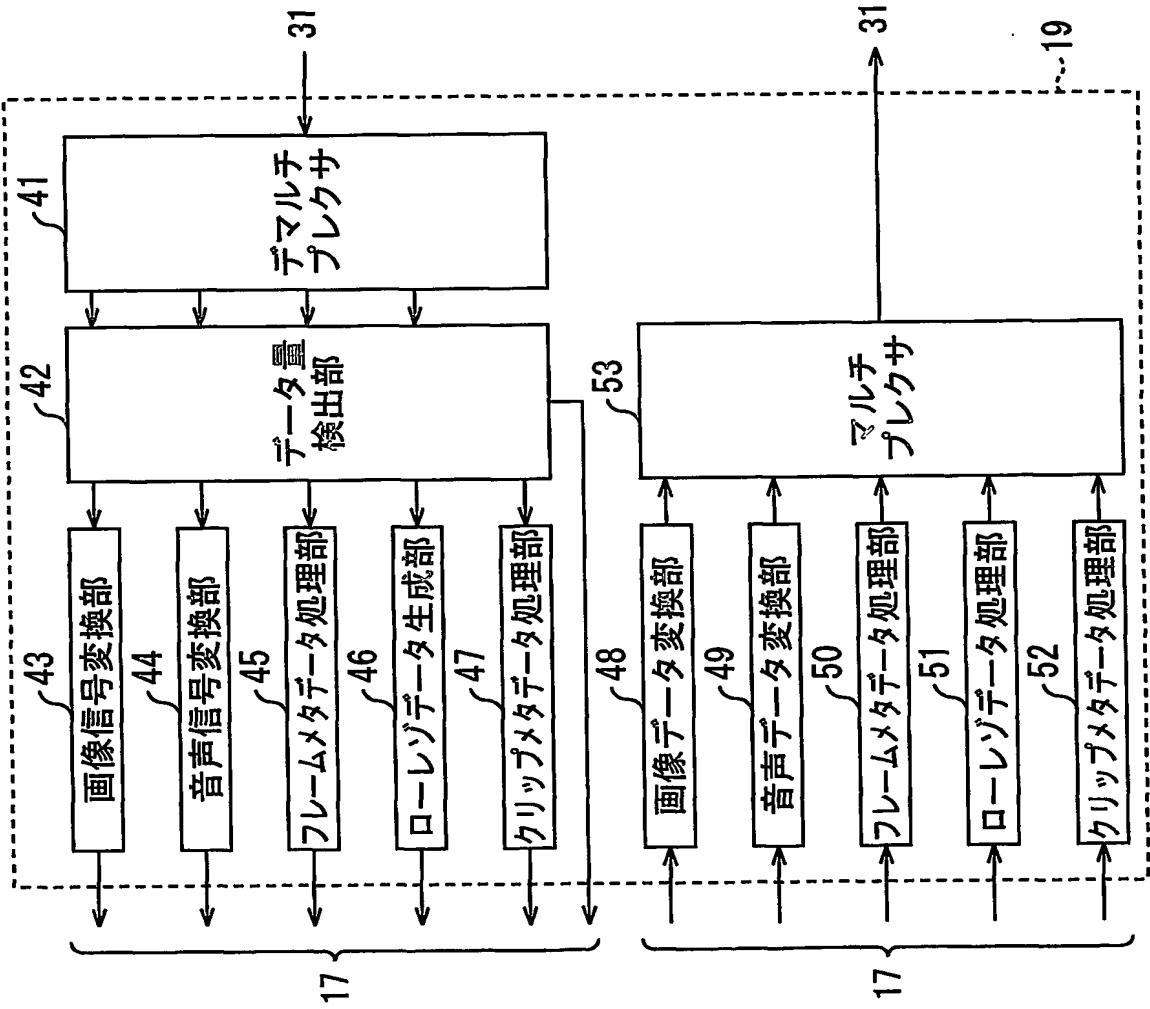 31
41
デマルチ
プレクサ
42
データ量
検出部
43
画像信号変換部
44
音声信号変換部
45
フレームメタデータ処理部
46
ローレゾデータ生成部
47
クリップメタデータ処理部
17
31
19
53
マルチ
プレクサ
48
画像データ変換部
49
音声データ変換部
50
フレームメタデータ処理部
51
ローレゾデータ処理部
52
クリップメタデータ処理部
17